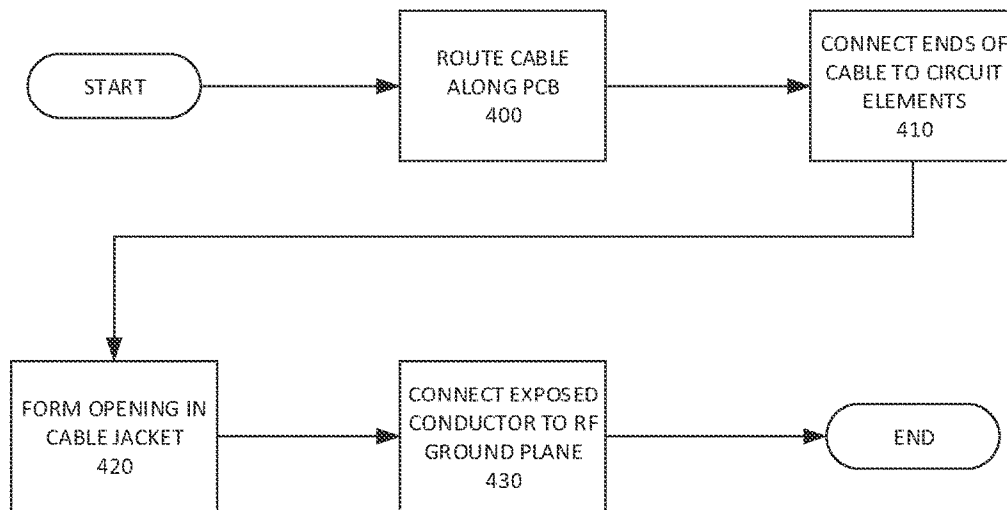 START
ROUTE CABLE
ALONG PCB
400
CONNECT ENDS OF
CABLE TO CIRCUIT
ELEMENTS
410
FORM OPENING IN
CABLE JACKET
420
CONNECT EXPOSED
CONDUCTOR TO RF
GROUND PLANE
430
END